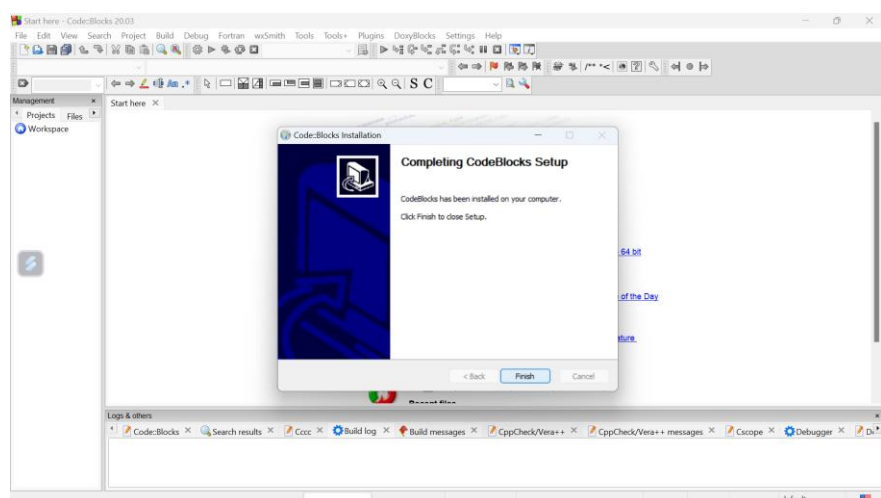 Start here - Code::Blocks 20.03
File Edit View Search Project Build Debug Fortran wxSmith Tools Tools+ Plugins DoxyBlocks Settings Help
S C
Management ×
Projects Files
Workspace
Start here ×
Code::Blocks Installation
Completing CodeBlocks Setup
CodeBlocks has been installed on your computer.
Click Finish to close Setup.
64 bit
of the Day
< Back Finish Cancel
Recent files
Logs & others ×
Code::Blocks × Search results × Cccc × Build log × Build messages × CppCheck/Vera++ × CppCheck/Vera++ messages × Cscope × Debugger ×